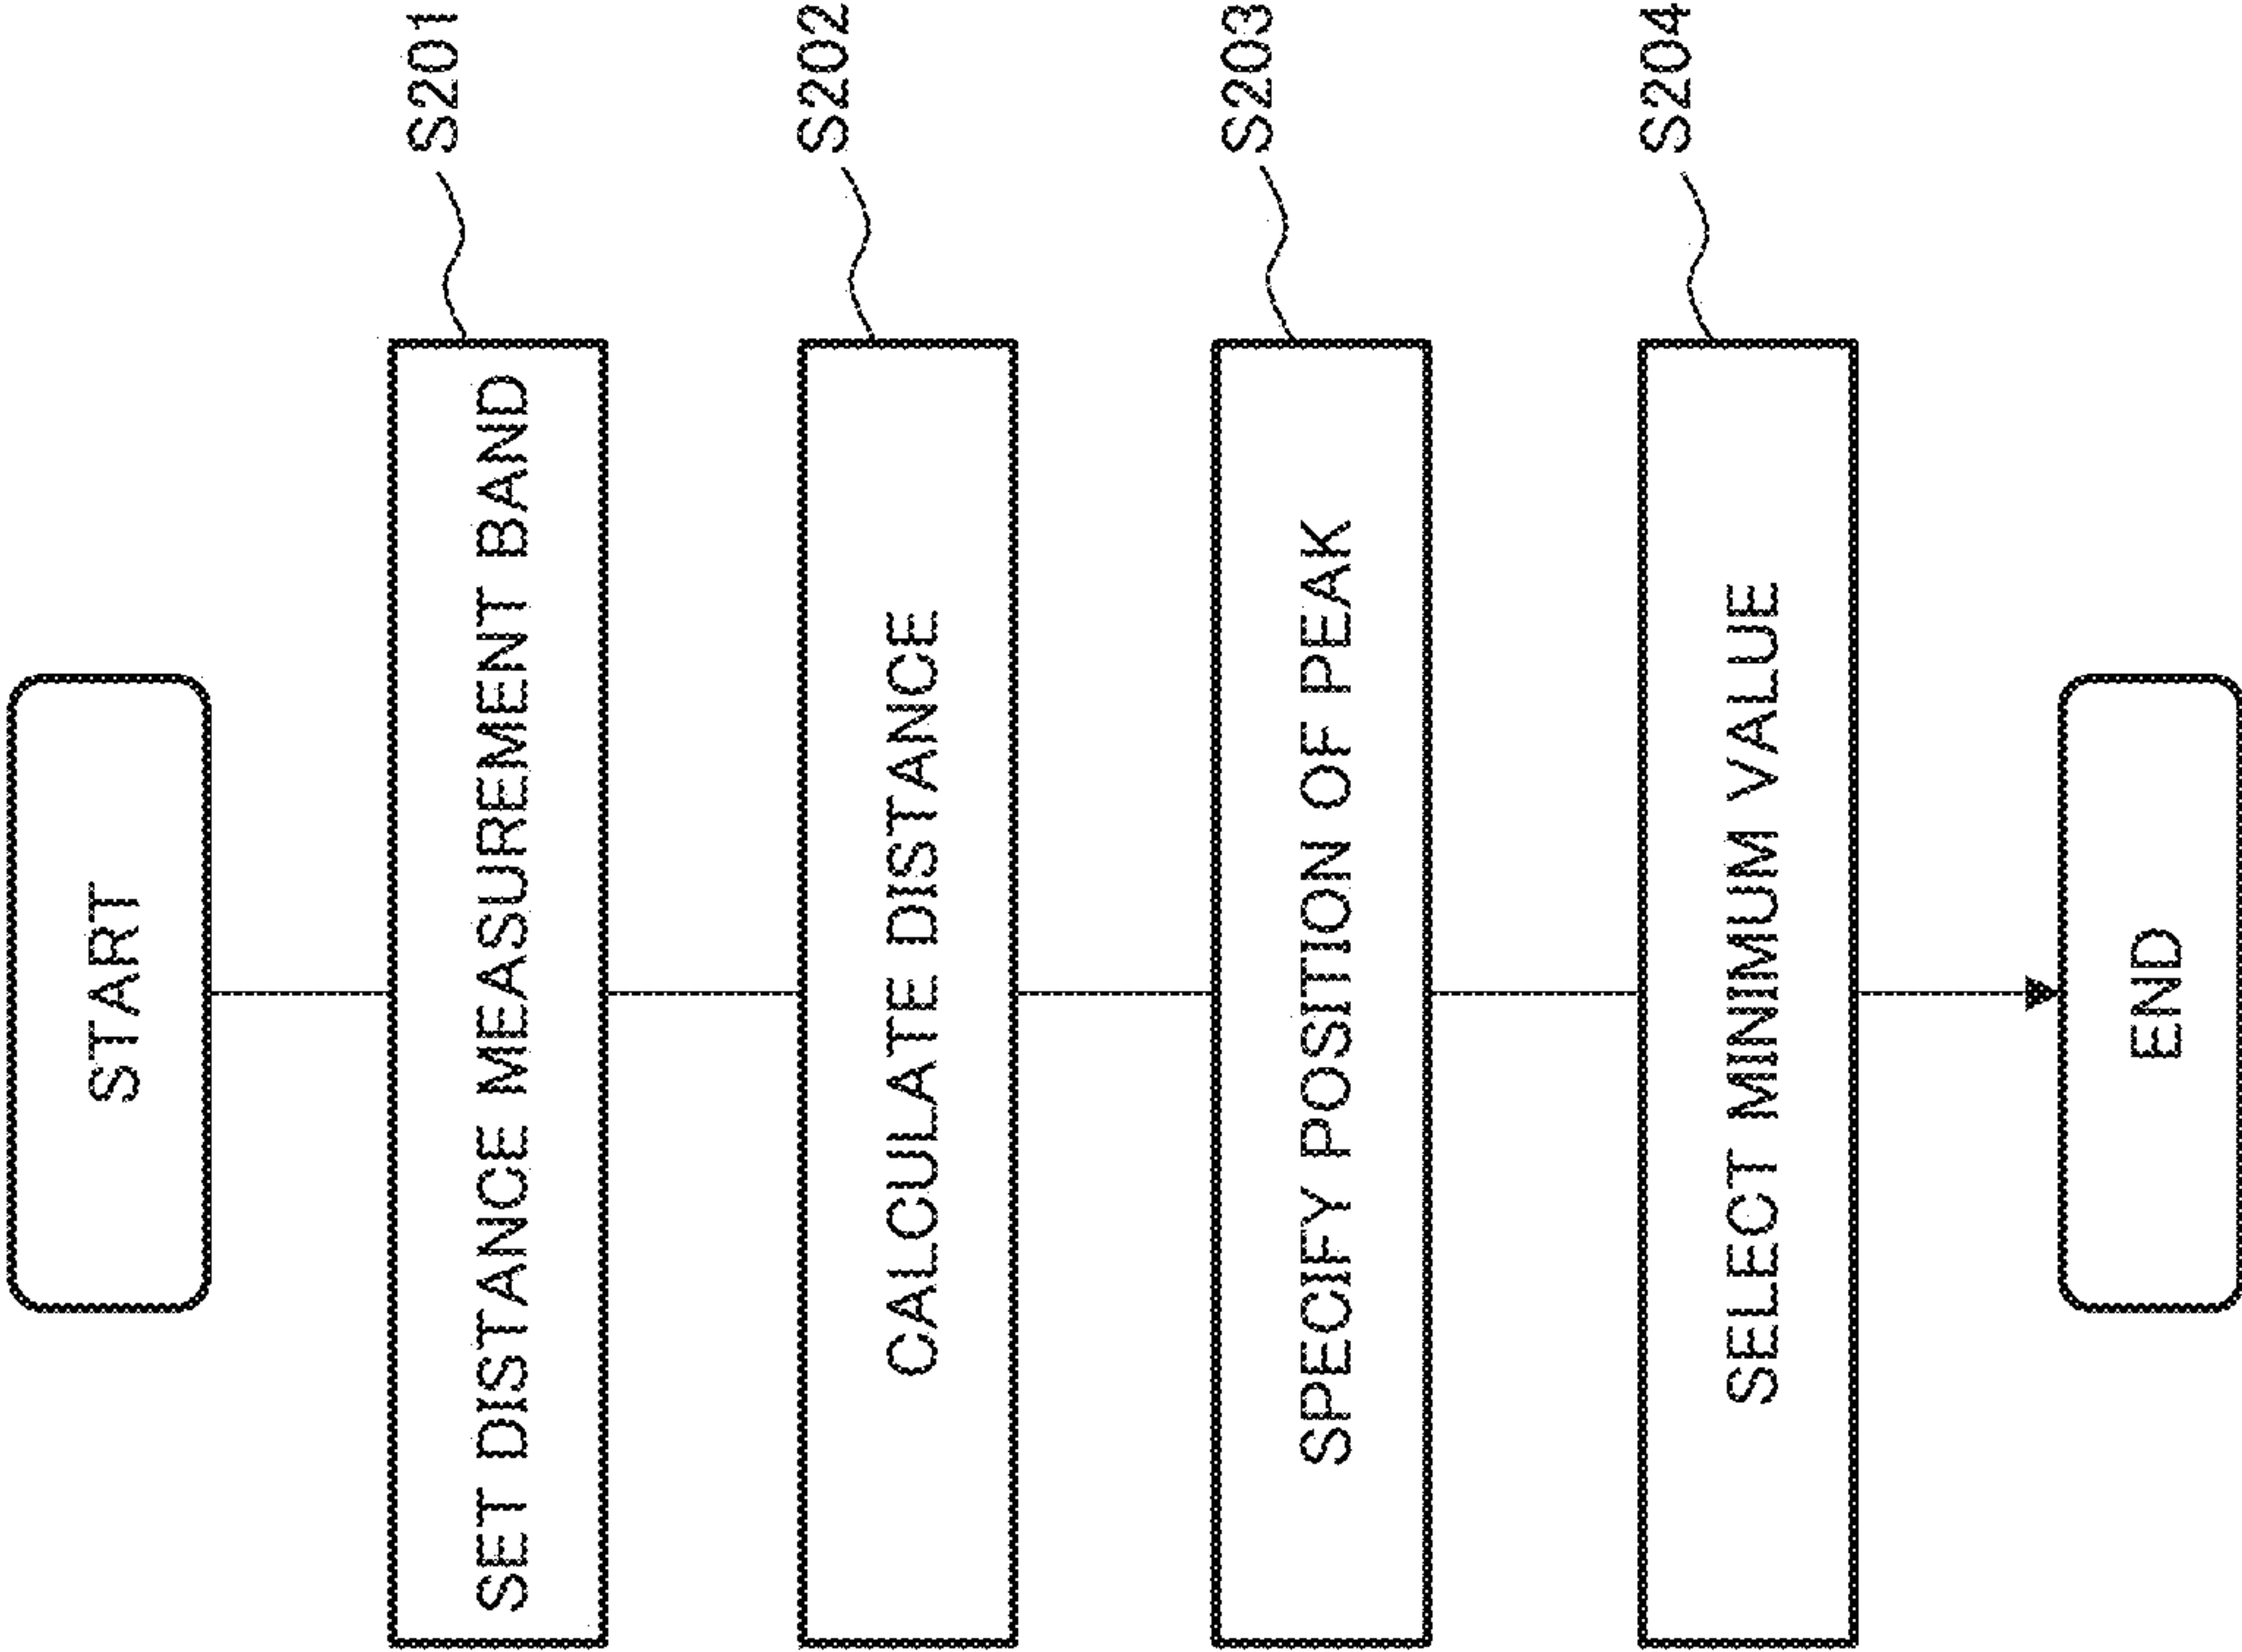 START
SET DISTANCE MEASUREMENT BAND
S201
CALCULATE DISTANCE
S202
SPECIFY POSITION OF PEAK
S203
SELECT MINIMUM VALUE
S204
END